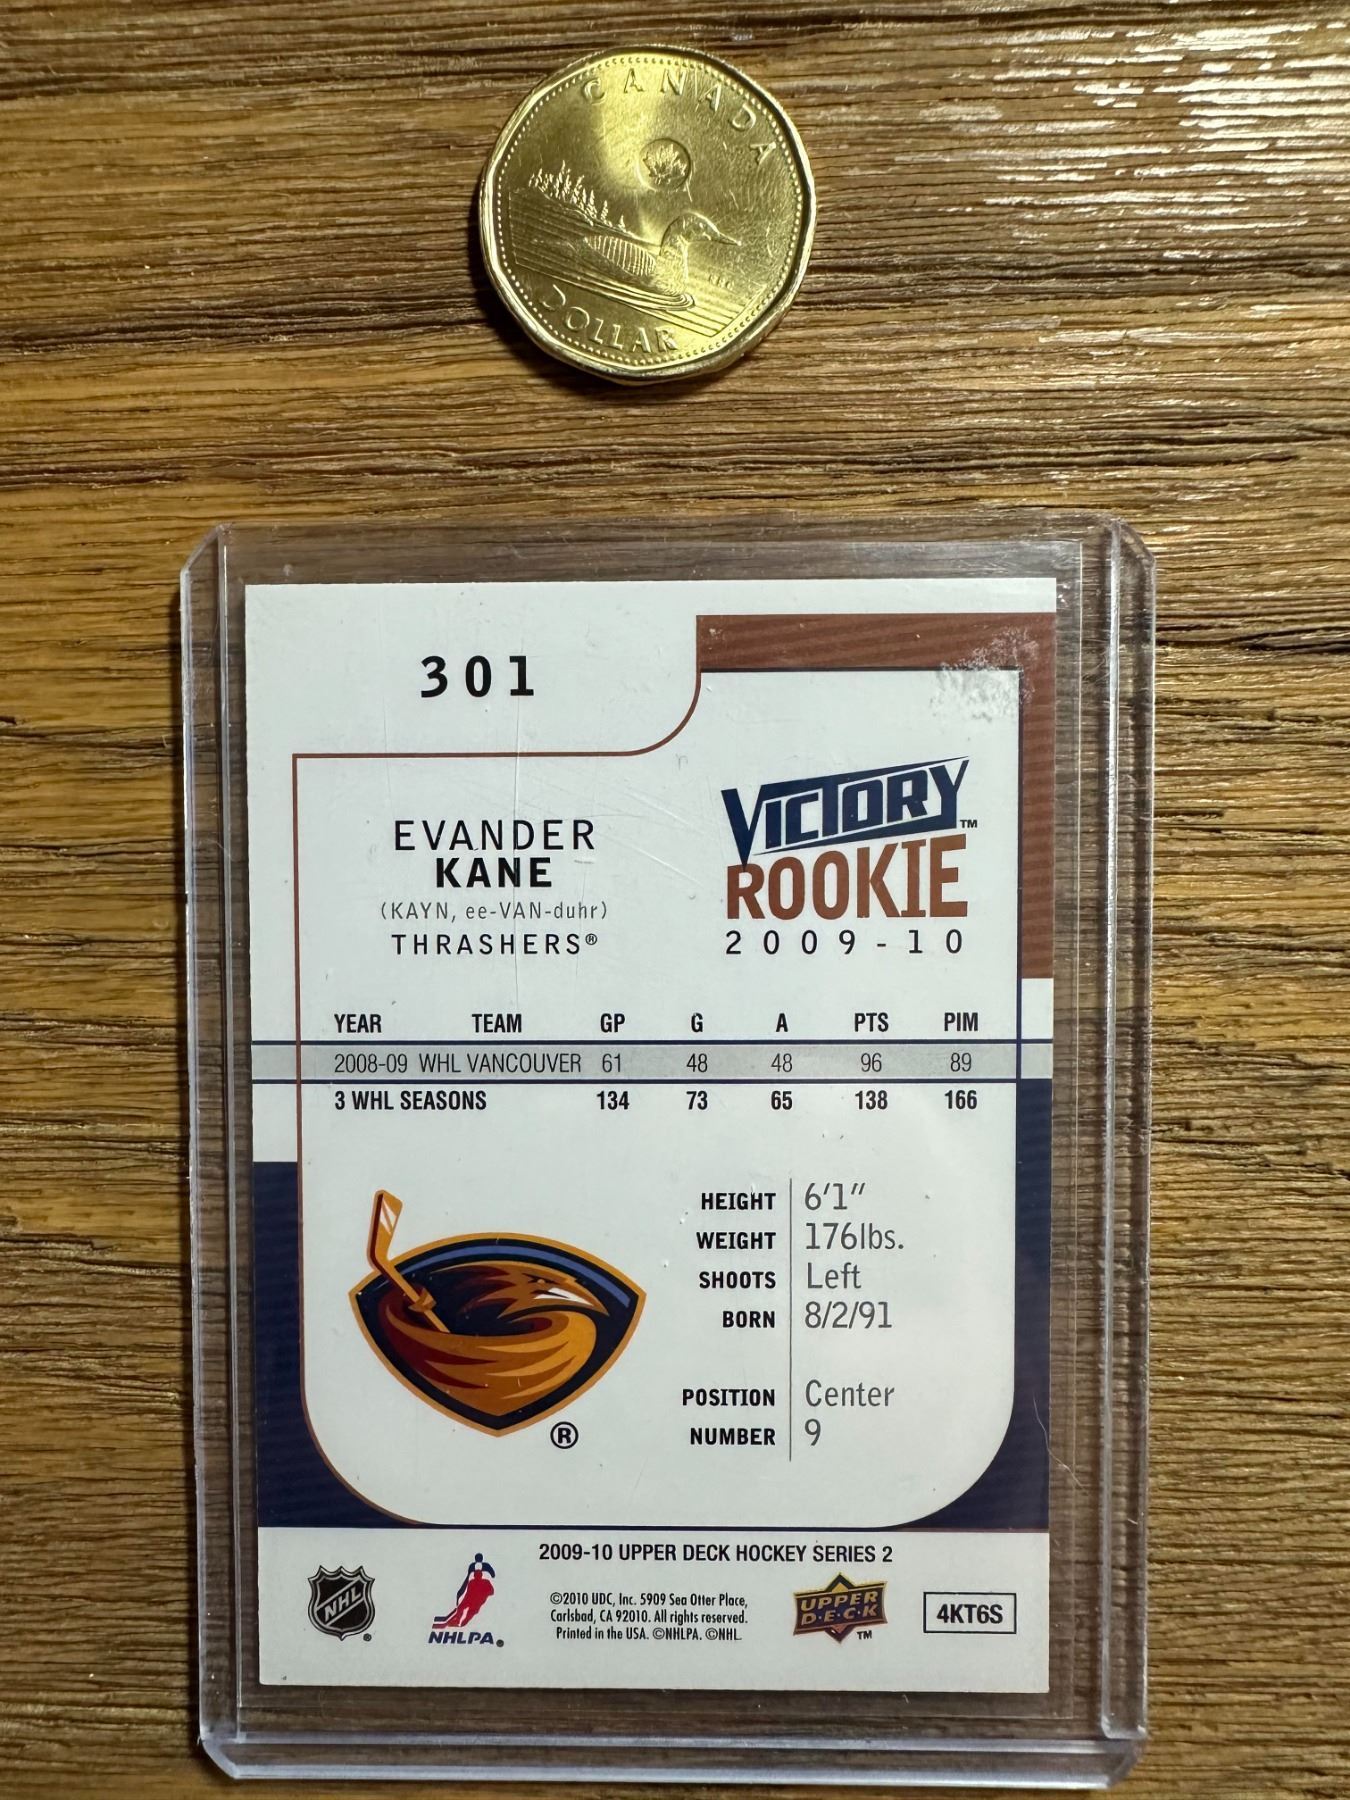 CANADA
DOLLAR
301
EVANDER
KANE
(KAYN, ee-VAN-duhr)
THRASHERS®
VICTORY™
ROOKIE
2009-10
YEAR TEAM GP G A PTS PIM
2008-09 WHL VANCOUVER 61 48 48 96 89
3 WHL SEASONS 134 73 65 138 166
HEIGHT 6'1"
WEIGHT 176lbs.
SHOOTS Left
BORN 8/2/91
POSITION Center
NUMBER 9
®
2009-10 UPPER DECK HOCKEY SERIES 2
NHL®
NHLPA®
©2010 UDC, Inc. 5909 Sea Otter Place,
Carlsbad, CA 92010. All rights reserved.
Printed in the USA. ©NHLPA. ©NHL.
UPPER
D·E·C·K
™
4KT6S